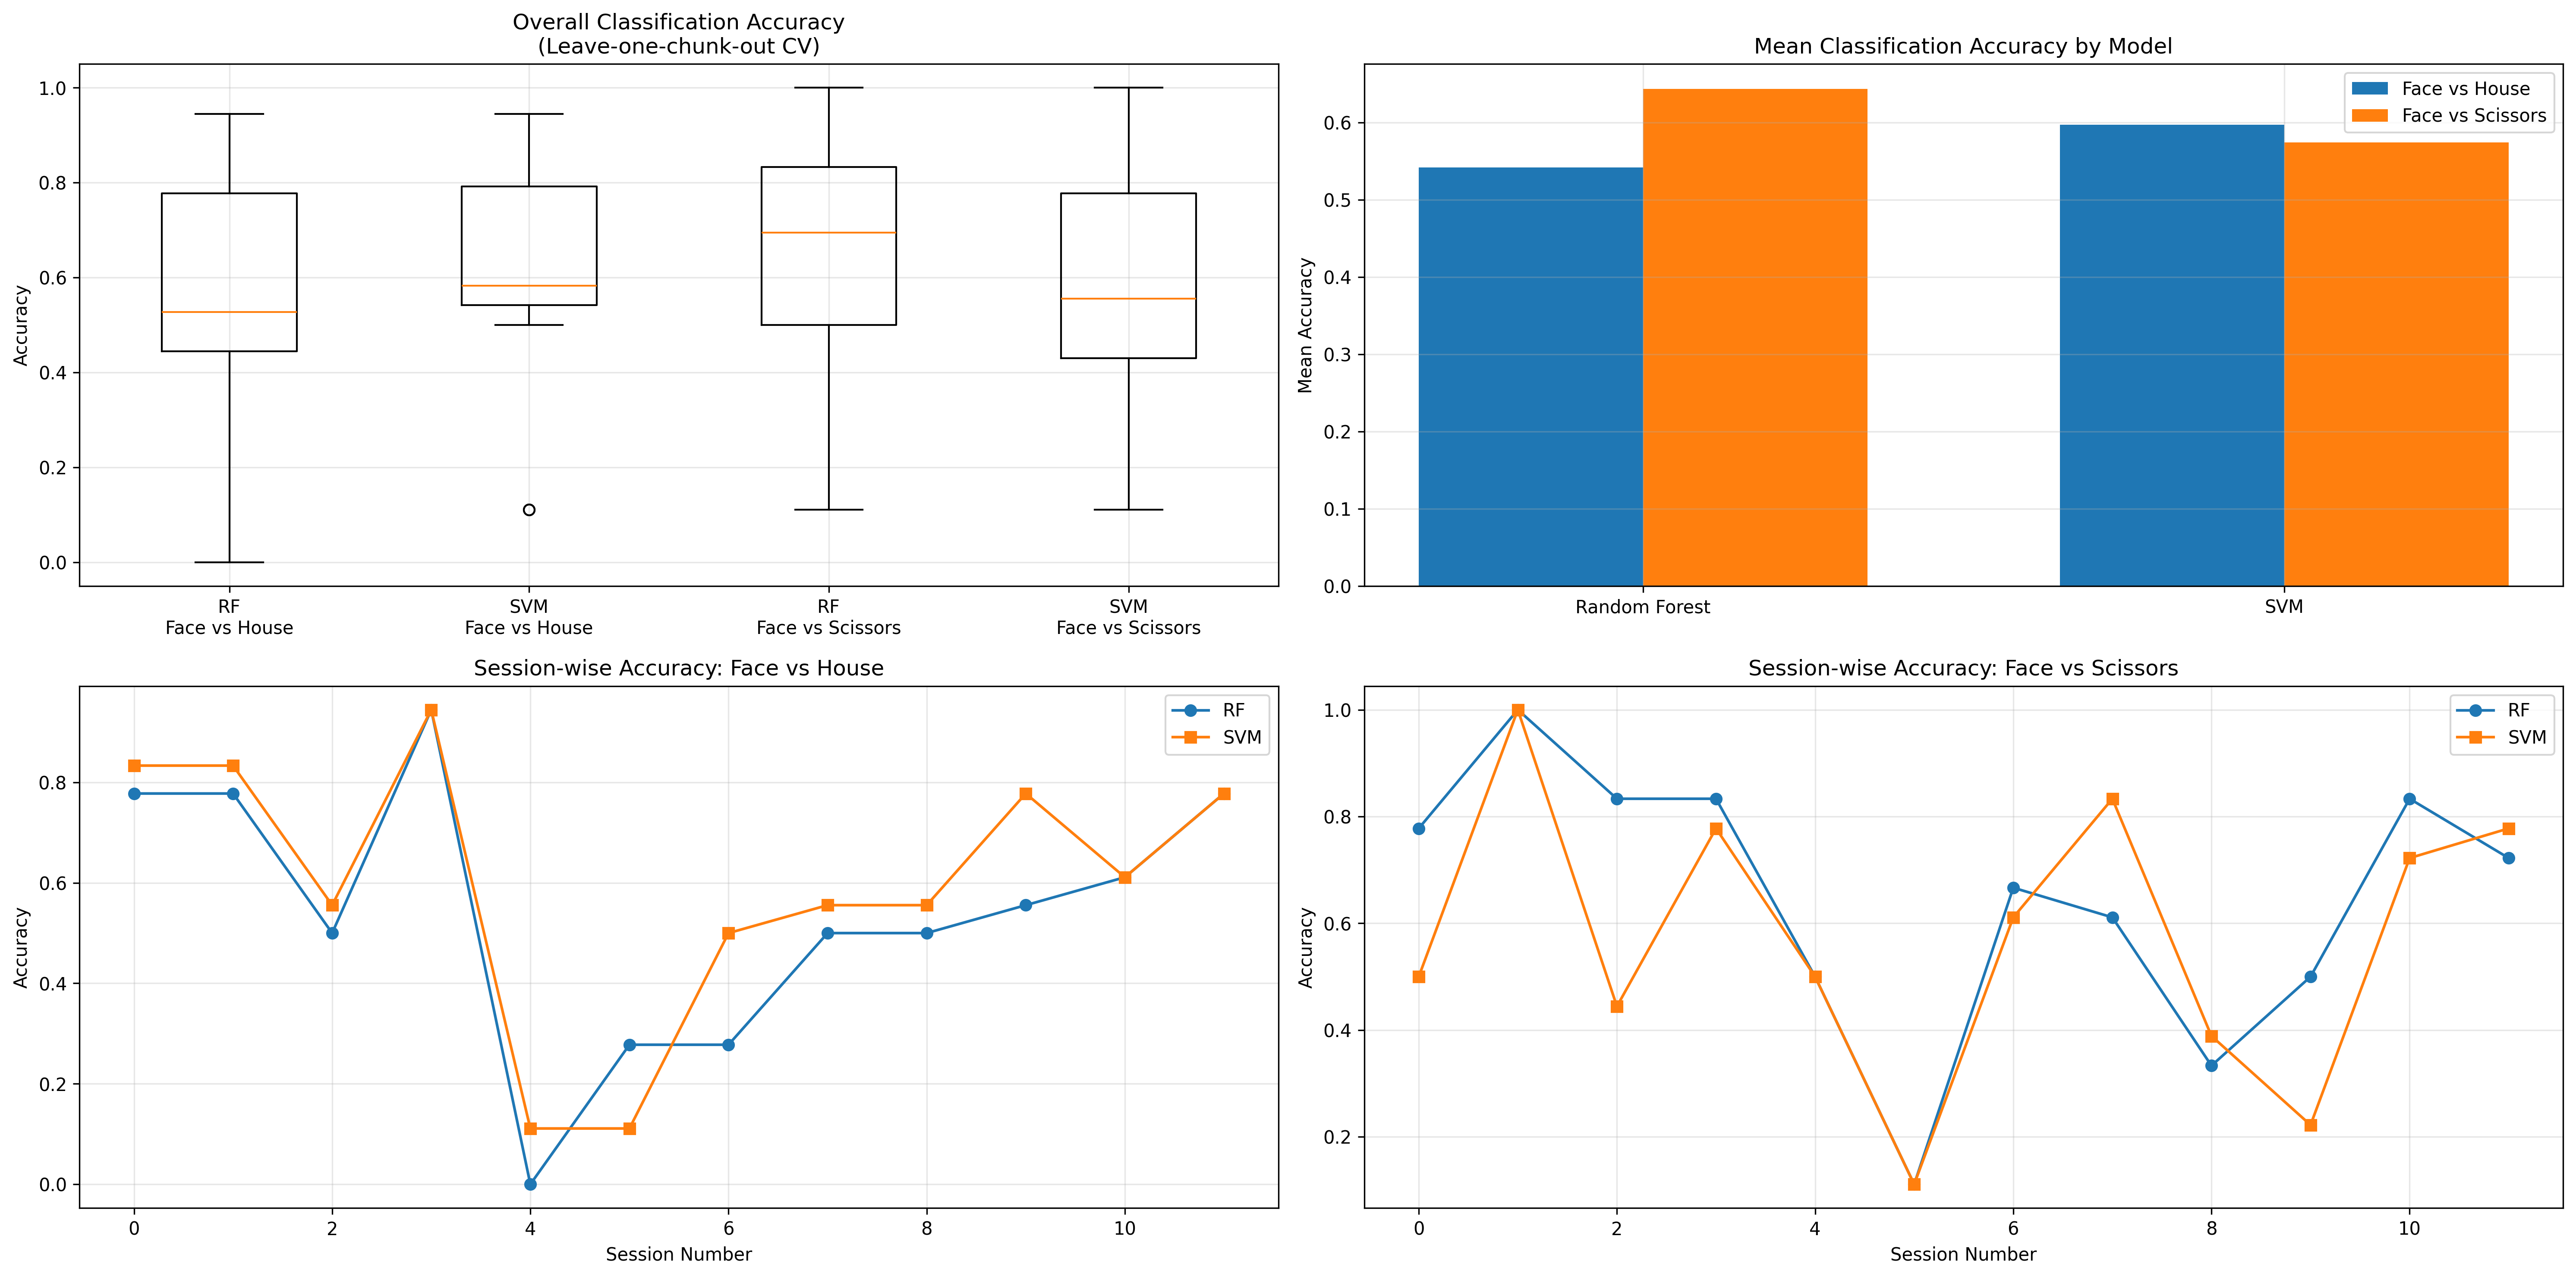 Overall Classification Accuracy
(Leave-one-chunk-out CV)
Accuracy
1.0
0.8
0.6
0.4
0.2
0.0
RF
Face vs House
SVM
Face vs House
RF
Face vs Scissors
SVM
Face vs Scissors
Mean Classification Accuracy by Model
Mean Accuracy
0.6
0.5
0.4
0.3
0.2
0.1
0.0
Face vs House
Face vs Scissors
Random Forest
SVM
Session-wise Accuracy: Face vs House
Accuracy
0.8
0.6
0.4
0.2
0.0
RF
SVM
0 2 4 6 8 10
Session Number
Session-wise Accuracy: Face vs Scissors
Accuracy
1.0
0.8
0.6
0.4
0.2
RF
SVM
0 2 4 6 8 10
Session Number